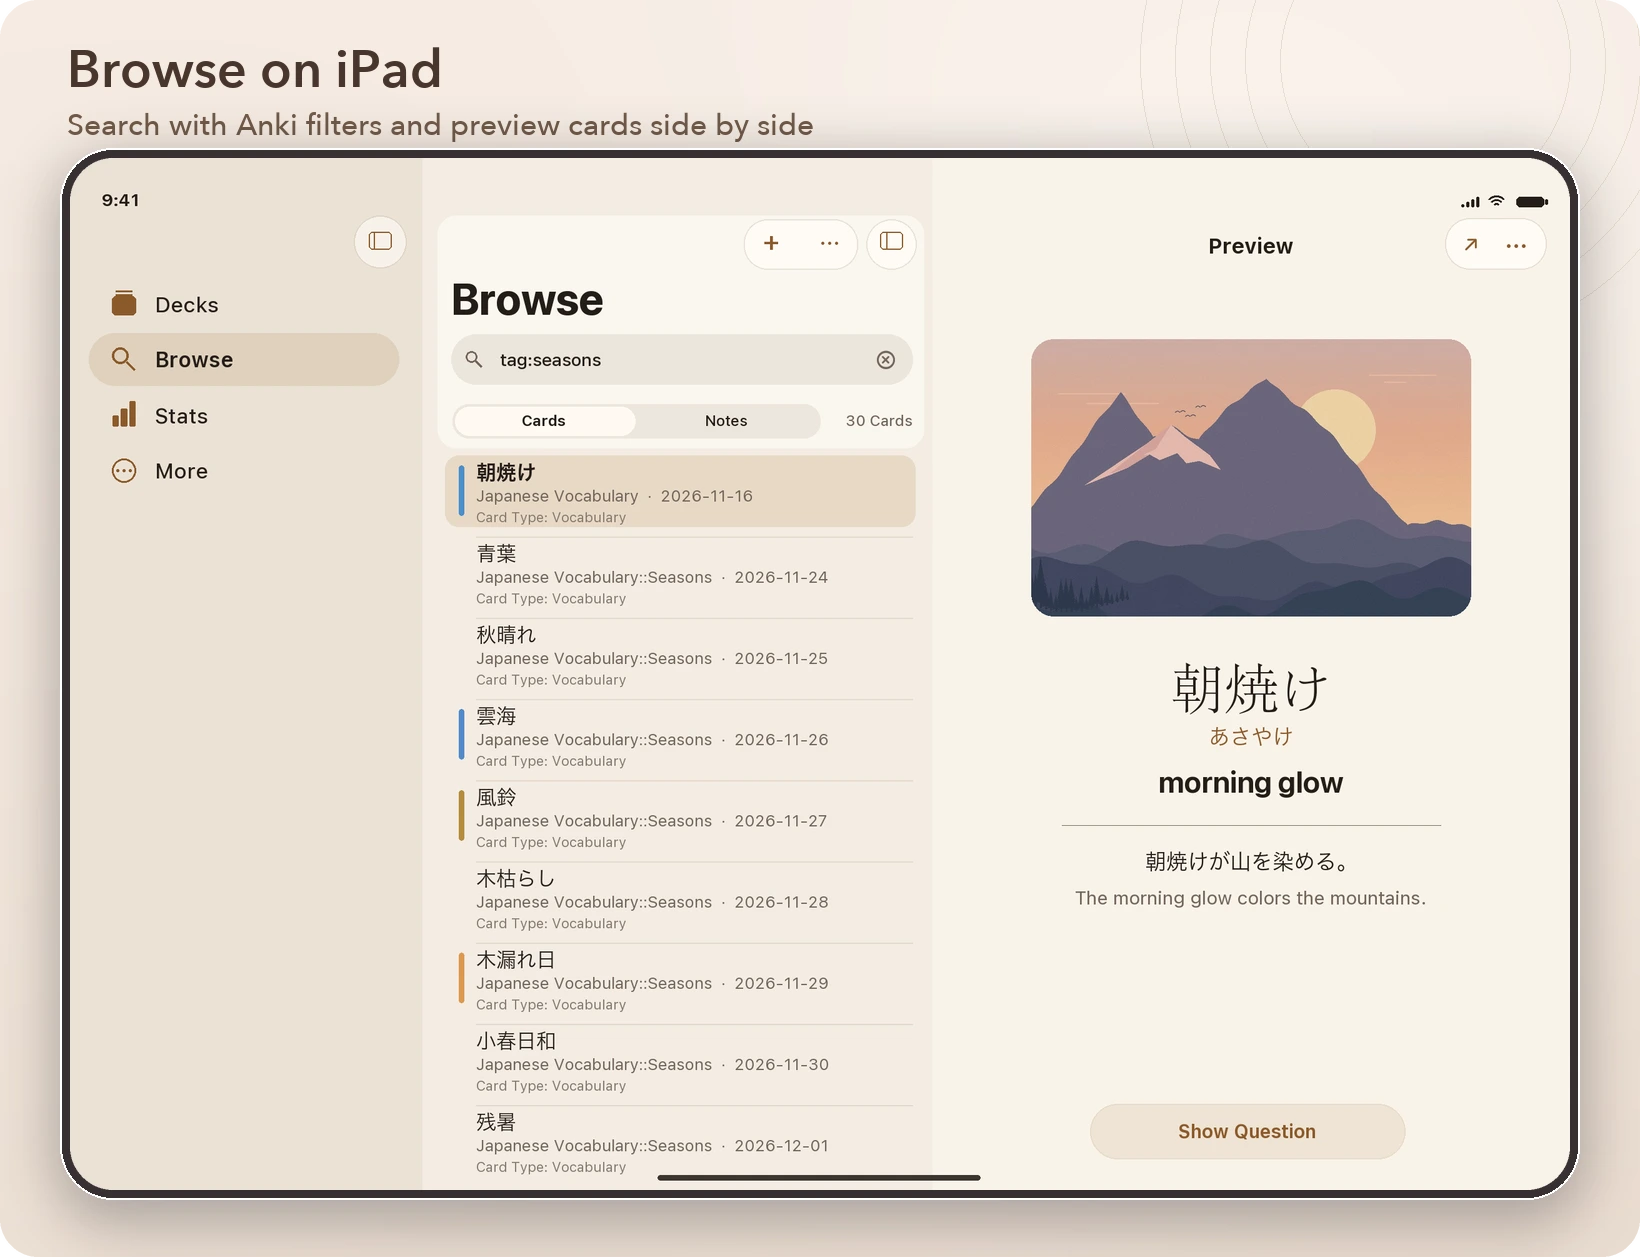 Browse on iPad
Search with Anki filters and preview cards side by side
9:41
Decks
Browse
Stats
More
Browse
tag:seasons
Cards
Notes
30 Cards
朝焼け
Japanese Vocabulary · 2026-11-16
Card Type: Vocabulary
青葉
Japanese Vocabulary::Seasons · 2026-11-24
Card Type: Vocabulary
秋晴れ
Japanese Vocabulary::Seasons · 2026-11-25
Card Type: Vocabulary
雲海
Japanese Vocabulary::Seasons · 2026-11-26
Card Type: Vocabulary
風鈴
Japanese Vocabulary::Seasons · 2026-11-27
Card Type: Vocabulary
木枯らし
Japanese Vocabulary::Seasons · 2026-11-28
Card Type: Vocabulary
木漏れ日
Japanese Vocabulary::Seasons · 2026-11-29
Card Type: Vocabulary
小春日和
Japanese Vocabulary::Seasons · 2026-11-30
Card Type: Vocabulary
残暑
Japanese Vocabulary::Seasons · 2026-12-01
Card Type: Vocabulary
Preview
朝焼け
あさやけ
morning glow
朝焼けが山を染める。
The morning glow colors the mountains.
Show Question